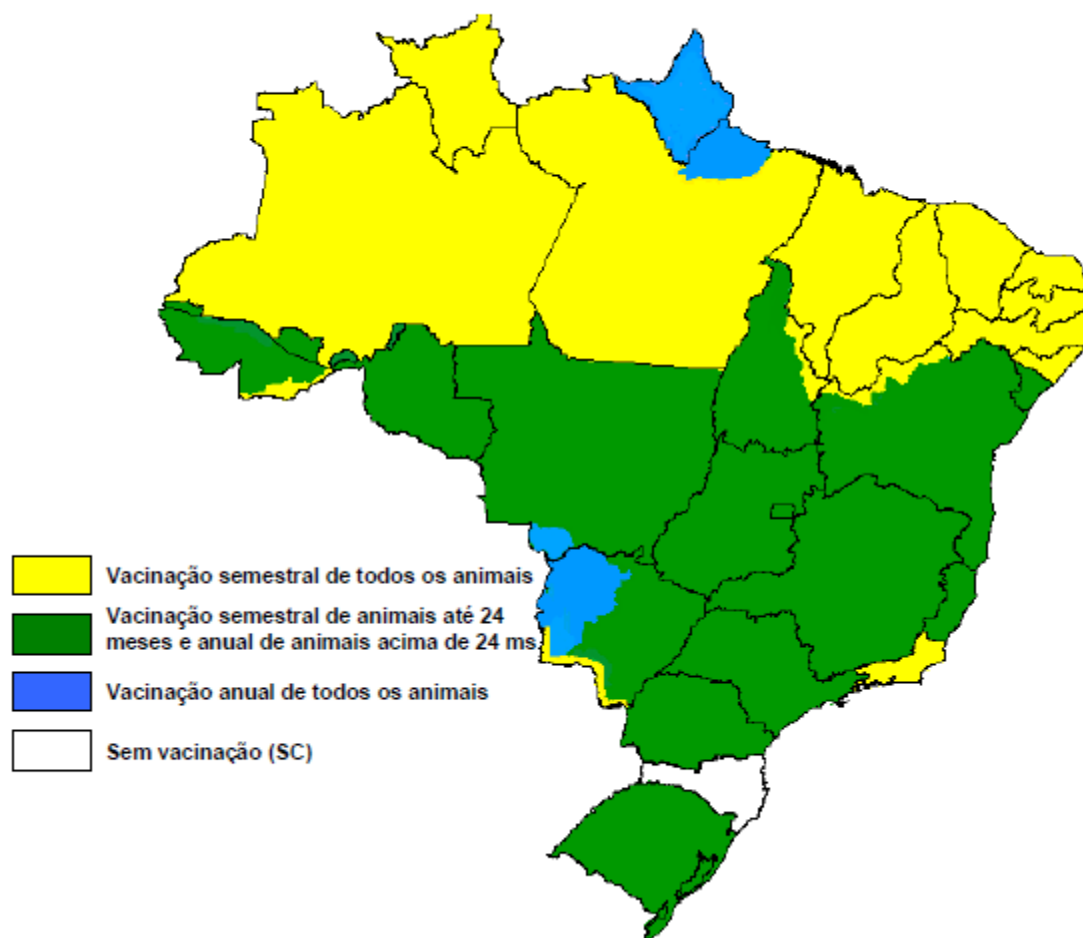 Vacinação semestral de todos os animais
Vacinação semestral de animais até 24
meses e anual de animais acima de 24 ms
Vacinação anual de todos os animais
Sem vacinação (SC)